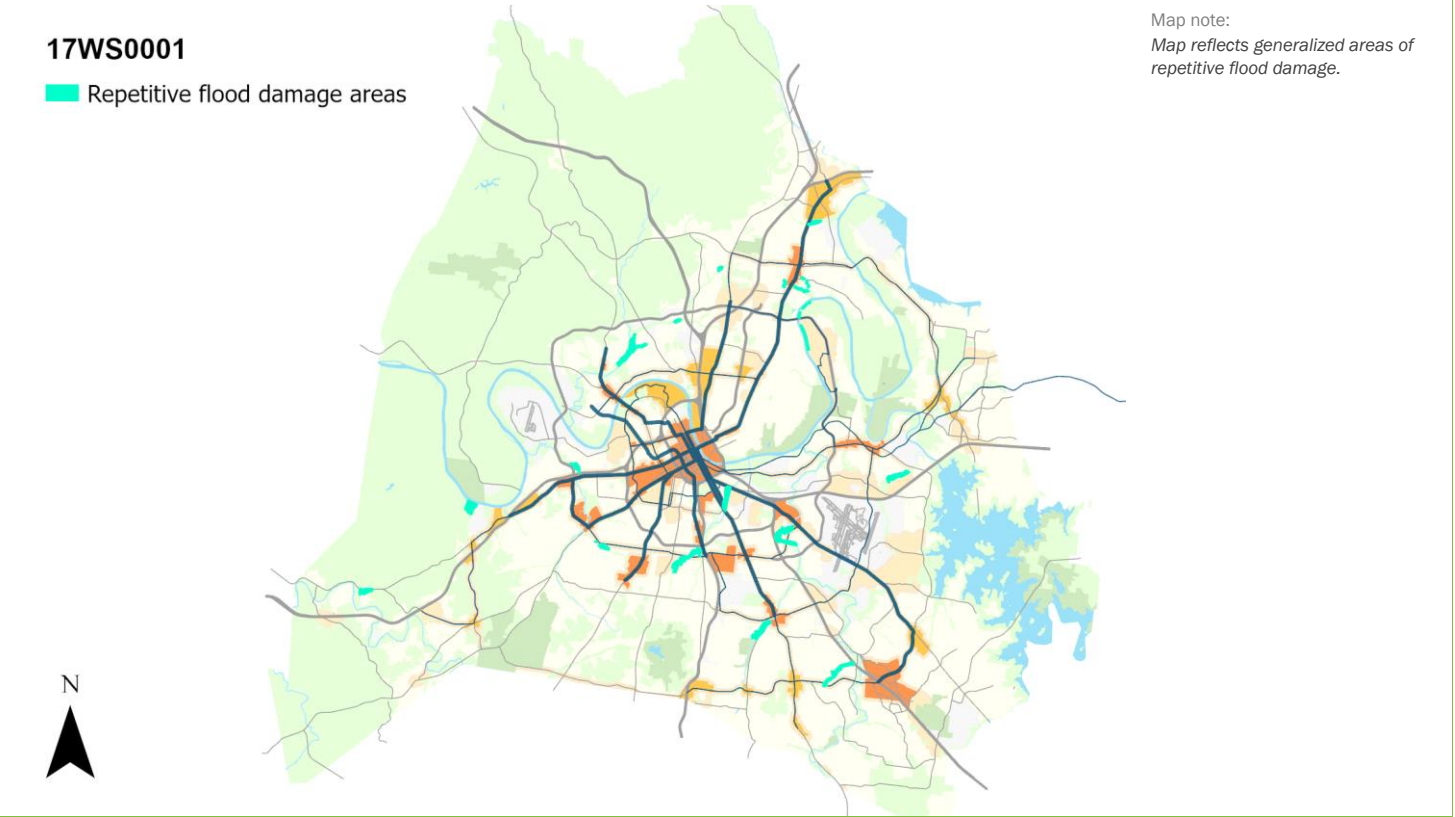 17WS0001
Repetitive flood damage areas
Map note:
Map reflects generalized areas of
repetitive flood damage.
N